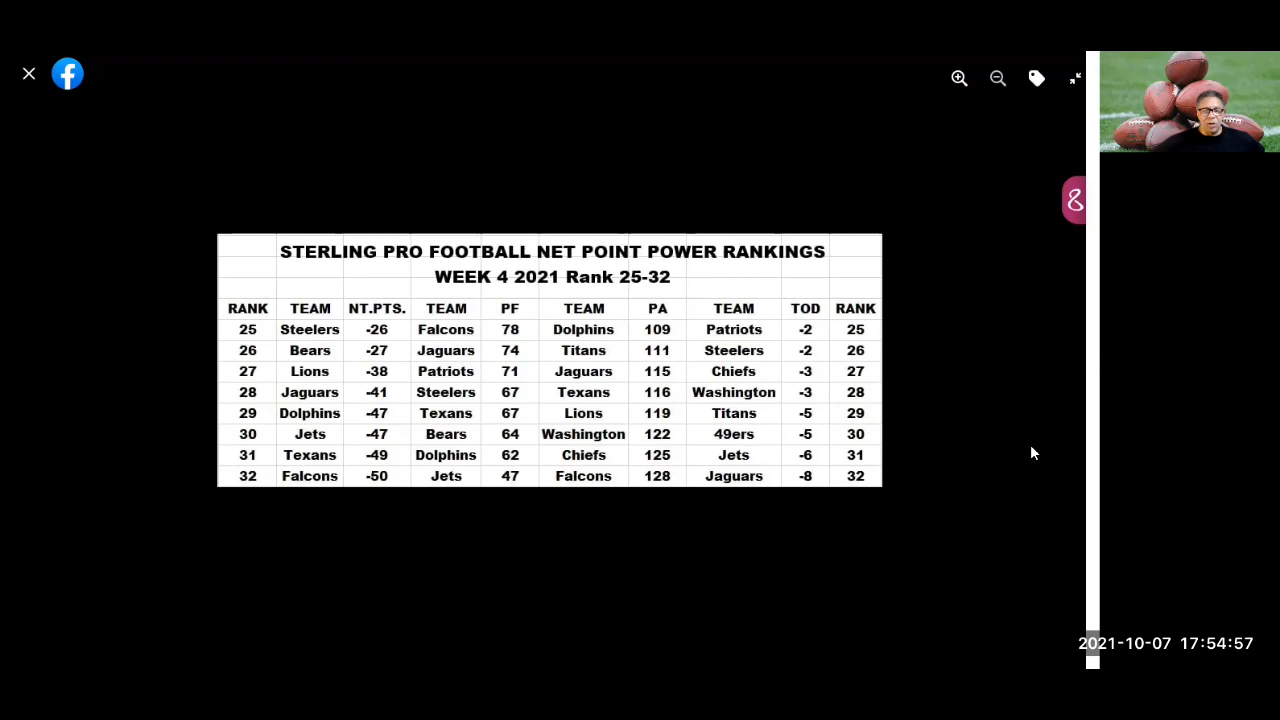 STERLING PRO FOOTBALL NET POINT POWER RANKINGS
WEEK 4 2021 Rank 25-32
RANK TEAM NT.PTS. TEAM PF TEAM PA TEAM TOD RANK
25 Steelers -26 Falcons 78 Dolphins 109 Patriots -2 25
26 Bears -27 Jaguars 74 Titans 111 Steelers -2 26
27 Lions -38 Patriots 71 Jaguars 115 Chiefs -3 27
28 Jaguars -41 Steelers 67 Texans 116 Washington -3 28
29 Dolphins -47 Texans 67 Lions 119 Titans -5 29
30 Jets -47 Bears 64 Washington 122 49ers -5 30
31 Texans -49 Dolphins 62 Chiefs 125 Jets -6 31
32 Falcons -50 Jets 47 Falcons 128 Jaguars -8 32
2021-10-07 17:54:57